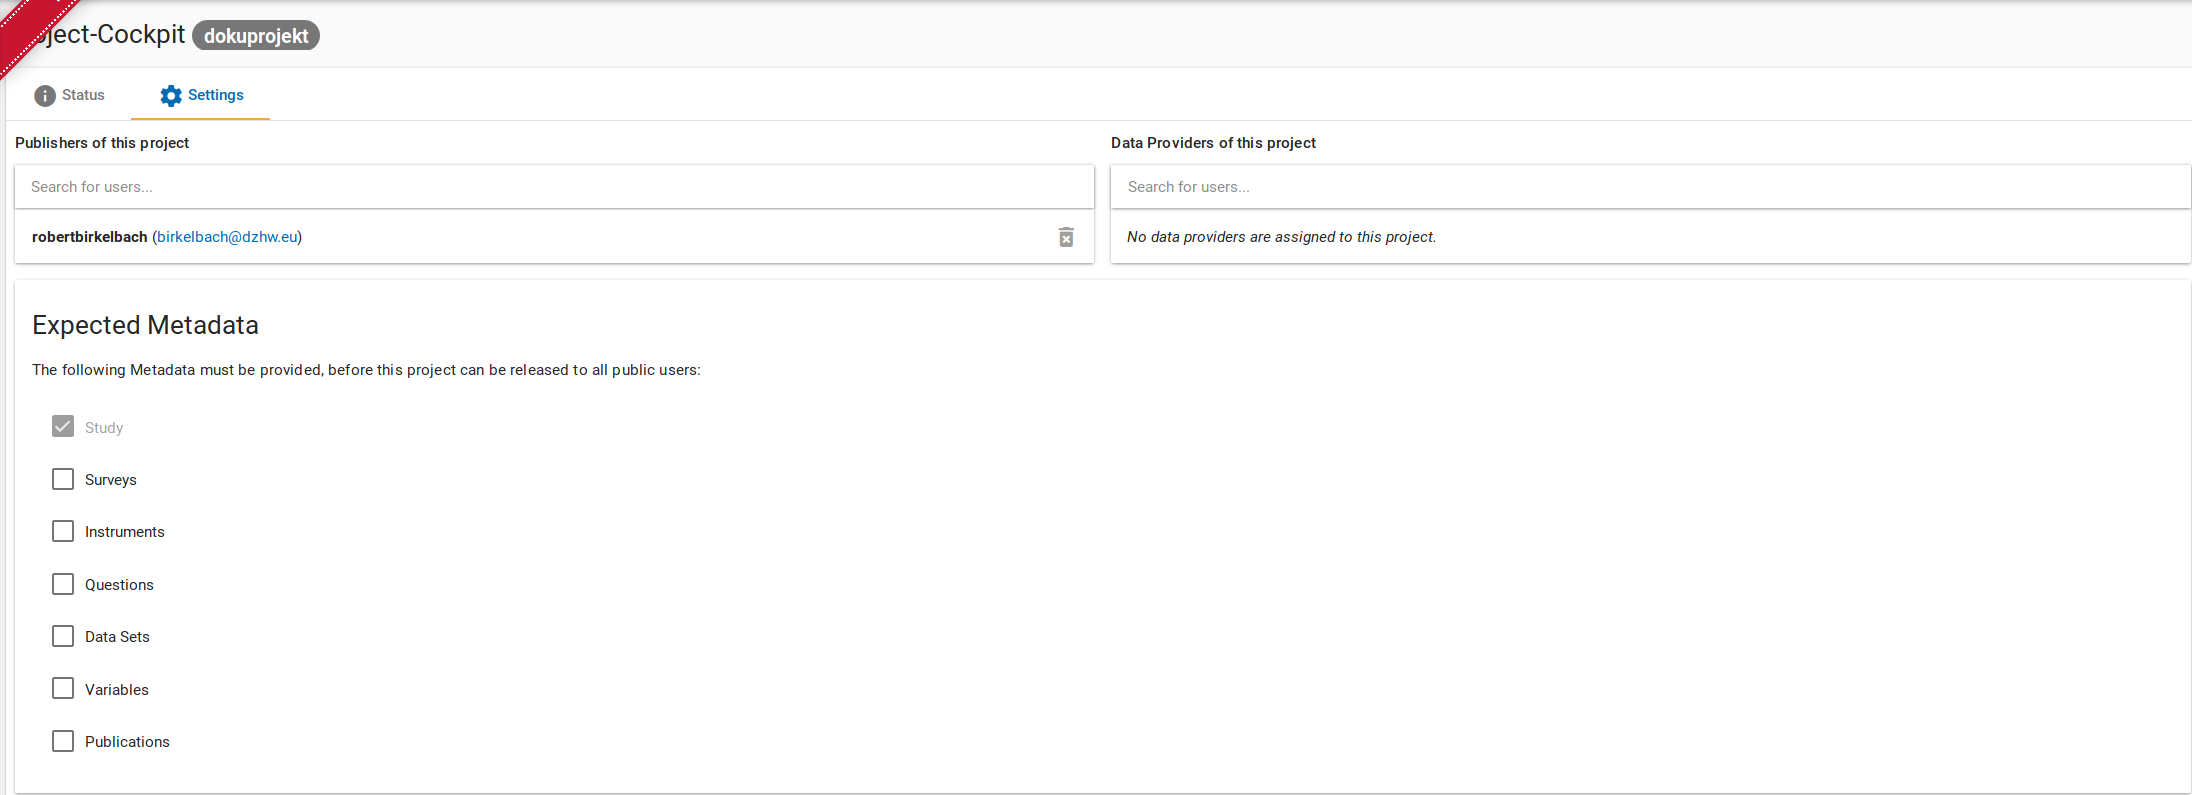 ject-Cockpit dokuprojekt
Status Settings
Publishers of this project
Search for users...
robertbirkelbach (birkelbach@dzhw.eu)
Data Providers of this project
Search for users...
No data providers are assigned to this project.
Expected Metadata
The following Metadata must be provided, before this project can be released to all public users:
Study
Surveys
Instruments
Questions
Data Sets
Variables
Publications